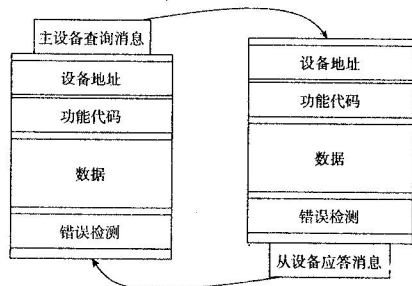 主设备查询消息
设备地址
功能代码
数据
错误检测
设备地址
功能代码
数据
错误检测
从设备应答消息